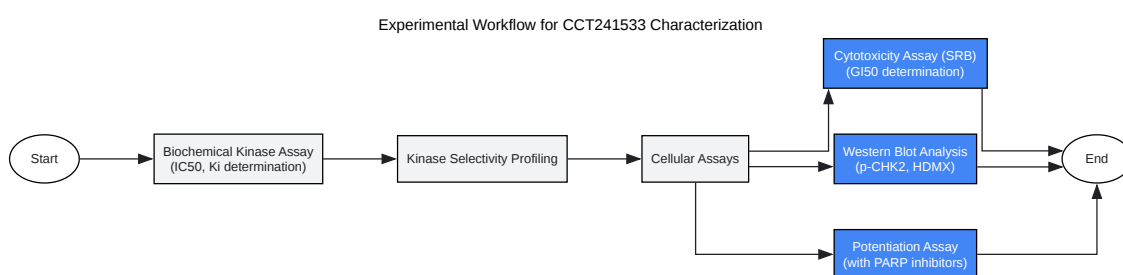 Experimental Workflow for CCT241533 Characterization
Start
Biochemical Kinase Assay
(IC50, Ki determination)
Kinase Selectivity Profiling
Cellular Assays
Cytotoxicity Assay (SRB)
(GI50 determination)
Western Blot Analysis
(p-CHK2, HDMX)
Potentiation Assay
(with PARP inhibitors)
End